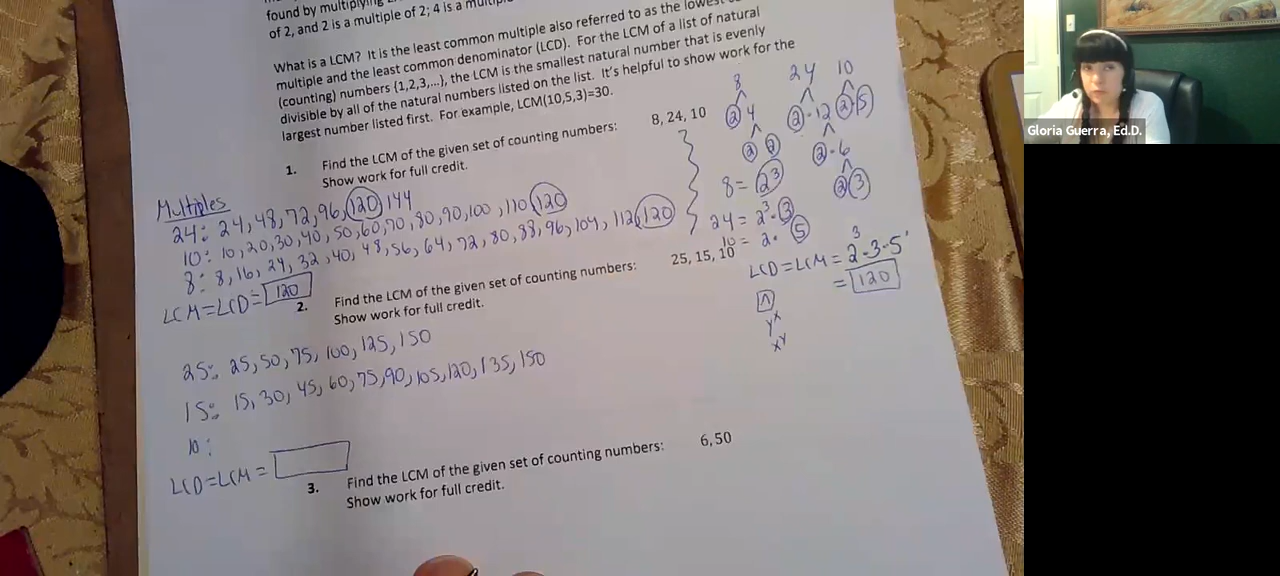 found by multiplying
of 2, and 2 is a multiple of 2; 4 is a multiple
What is a LCM? It is the least common multiple also referred to as the lowest
multiple and the least common denominator (LCD). For the LCM of a list of natural
(counting) numbers {1,2,3,...}, the LCM is the smallest natural number that is evenly
divisible by all of the natural numbers listed on the list. It's helpful to show work for the
largest number listed first. For example, LCM(10,5,3)=30.
1. Find the LCM of the given set of counting numbers: 8, 24, 10
Show work for full credit.
Multiples
24: 24, 48, 72, 96, 120, 144
10: 10, 20, 30, 40, 50, 60, 70, 80, 90, 100, 110, 120
8: 8, 16, 24, 32, 40, 48, 56, 64, 72, 80, 88, 96, 104, 112, 120
LCM=LCD=120
8 24 10
2 4 2·12 2·5
2 2 2·6
2 3
8 = 2³
24 = 2³·3
10 = 2·5
LCD=LCM = 2³·3·5
= 120
^
y^x
x^y
2. Find the LCM of the given set of counting numbers: 25, 15, 10
Show work for full credit.
25: 25, 50, 75, 100, 125, 150
15: 15, 30, 45, 60, 75, 90, 105, 120, 135, 150
10:
LCD=LCM =
3. Find the LCM of the given set of counting numbers: 6, 50
Show work for full credit.
Gloria Guerra, Ed.D.